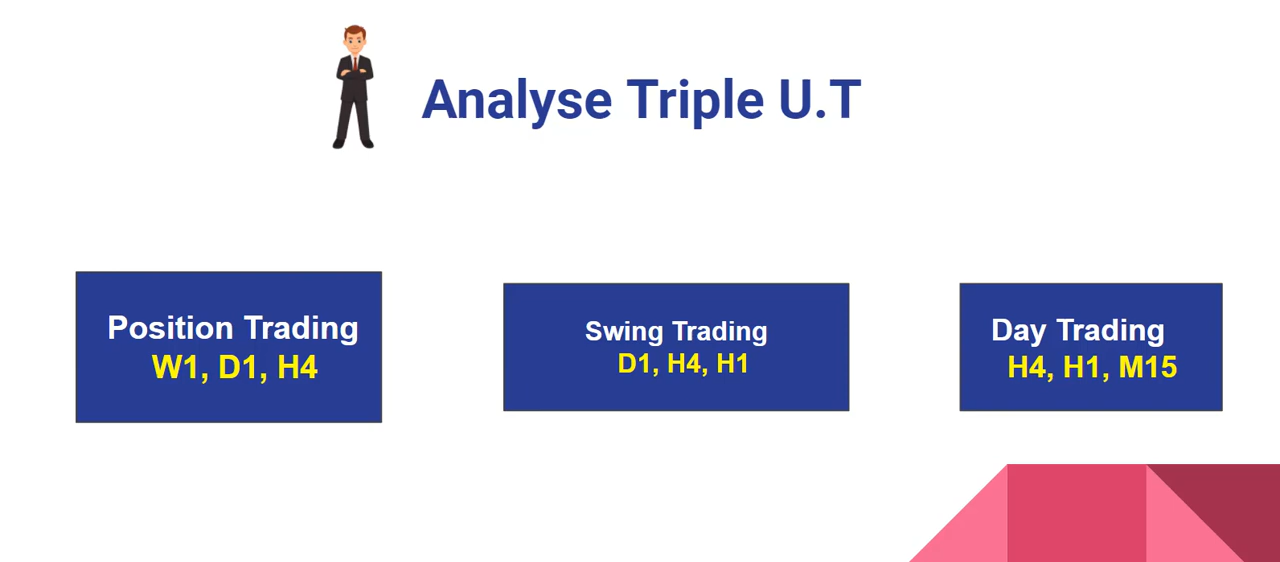 Analyse Triple U.T
Position Trading
W1, D1, H4
Swing Trading
D1, H4, H1
Day Trading
H4, H1, M15